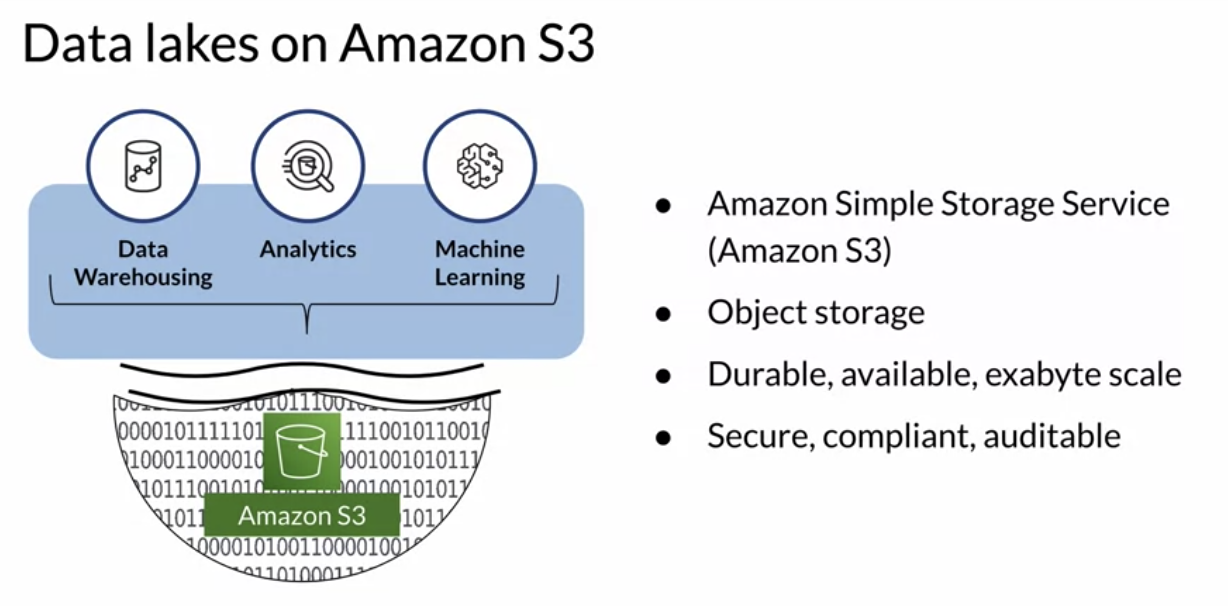 Data lakes on Amazon S3
Data
Warehousing
Analytics
Machine
Learning
Amazon S3
● Amazon Simple Storage Service
(Amazon S3)
● Object storage
● Durable, available, exabyte scale
● Secure, compliant, auditable